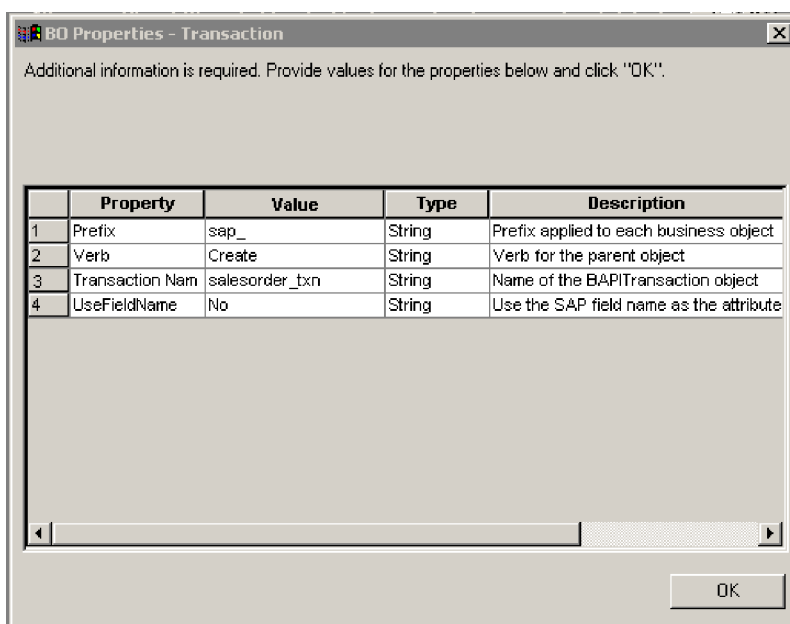 BO Properties - Transaction
Additional information is required. Provide values for the properties below and click "OK".
Property Value Type Description
1 Prefix sap_ String Prefix applied to each business object
2 Verb Create String Verb for the parent object
3 Transaction Nam salesorder_txn String Name of the BAPITransaction object
4 UseFieldName No String Use the SAP field name as the attribute
OK